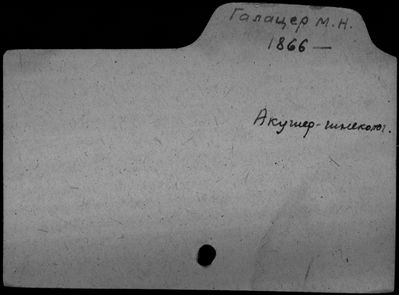 Галацер М. Н.
1866 —
Акушер-гинеколог.